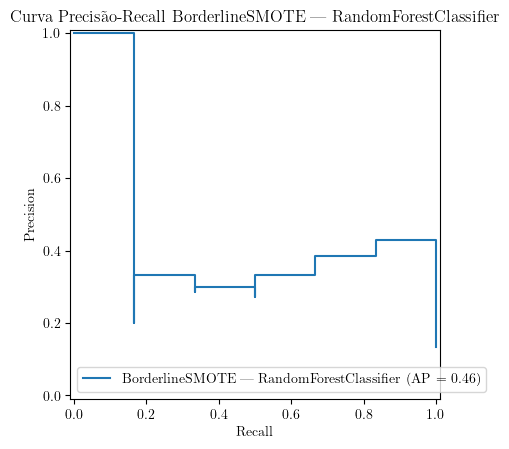 Curva Precisão-Recall BorderlineSMOTE — RandomForestClassifier
1.0
0.8
0.6
0.4
0.2
0.0
Precision
BorderlineSMOTE — RandomForestClassifier (AP = 0.46)
0.0 0.2 0.4 0.6 0.8 1.0
Recall